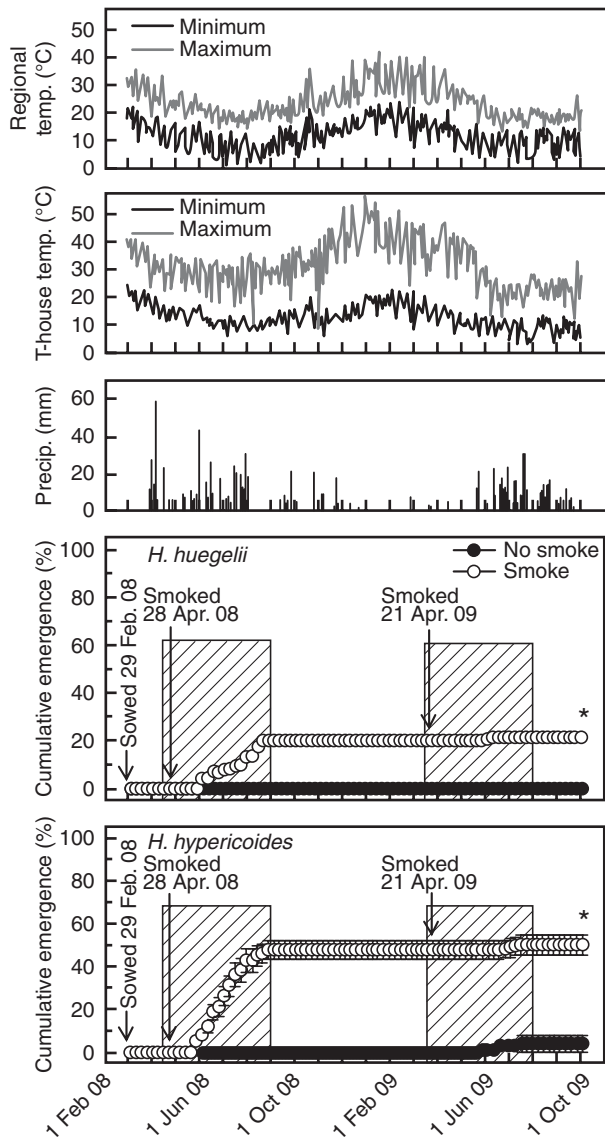 Regional
temp. (°C)
50
40
30
20
10
0
Minimum
Maximum
T-house temp. (°C)
50
40
30
20
10
0
Minimum
Maximum
Precip. (mm)
60
40
20
0
Cumulative emergence (%)
100
80
60
40
20
0
H. huegelii
No smoke
Smoke
Sowed 29 Feb. 08
Smoked
28 Apr. 08
Smoked
21 Apr. 09
*
Cumulative emergence (%)
100
80
60
40
20
0
H. hypericoides
Sowed 29 Feb. 08
Smoked
28 Apr. 08
Smoked
21 Apr. 09
*
1 Feb 08
1 Jun 08
1 Oct 08
1 Feb 09
1 Jun 09
1 Oct 09